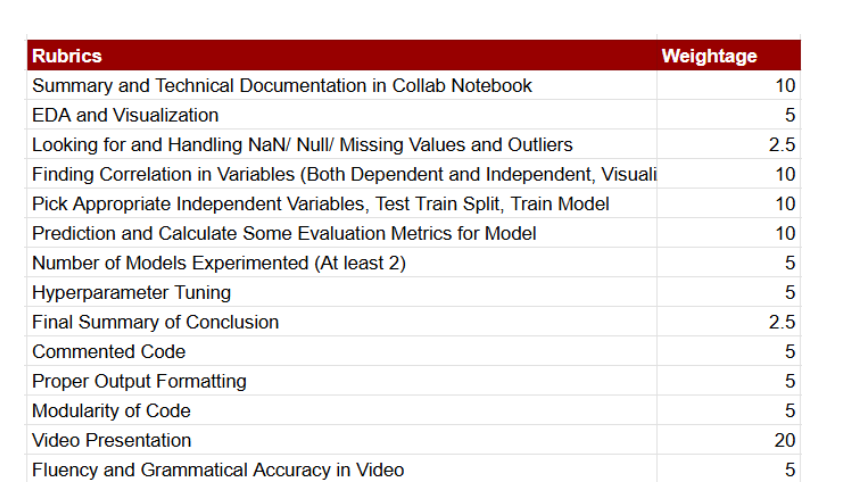 Rubrics Weightage
Summary and Technical Documentation in Collab Notebook 10
EDA and Visualization 5
Looking for and Handling NaN/ Null/ Missing Values and Outliers 2.5
Finding Correlation in Variables (Both Dependent and Independent, Visuali 10
Pick Appropriate Independent Variables, Test Train Split, Train Model 10
Prediction and Calculate Some Evaluation Metrics for Model 10
Number of Models Experimented (At least 2) 5
Hyperparameter Tuning 5
Final Summary of Conclusion 2.5
Commented Code 5
Proper Output Formatting 5
Modularity of Code 5
Video Presentation 20
Fluency and Grammatical Accuracy in Video 5